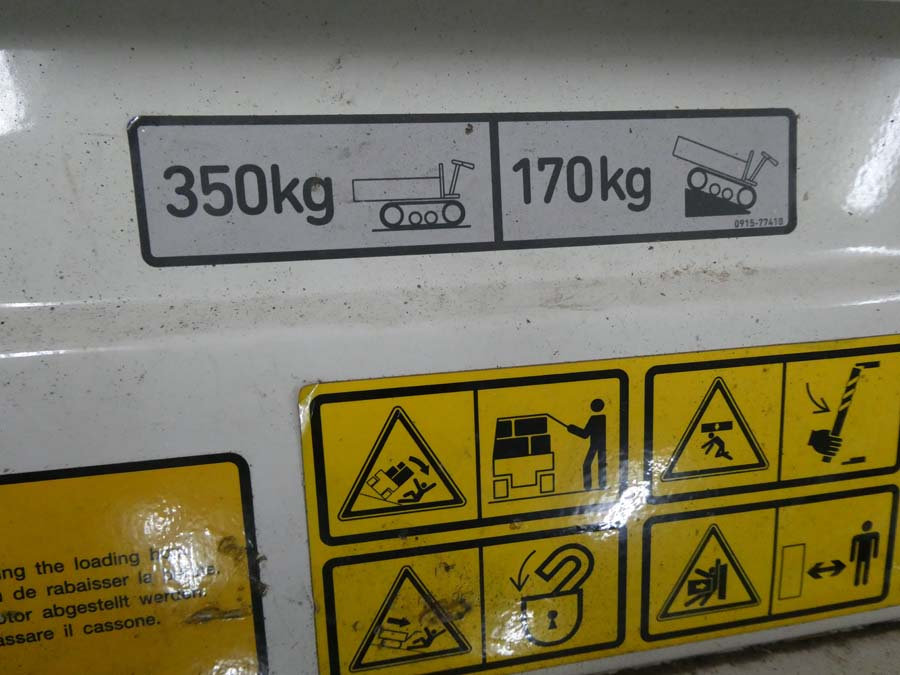 350kg
170kg
0915-77410
the loading
de rabaisser la
abgestellt werden.
il cassone.